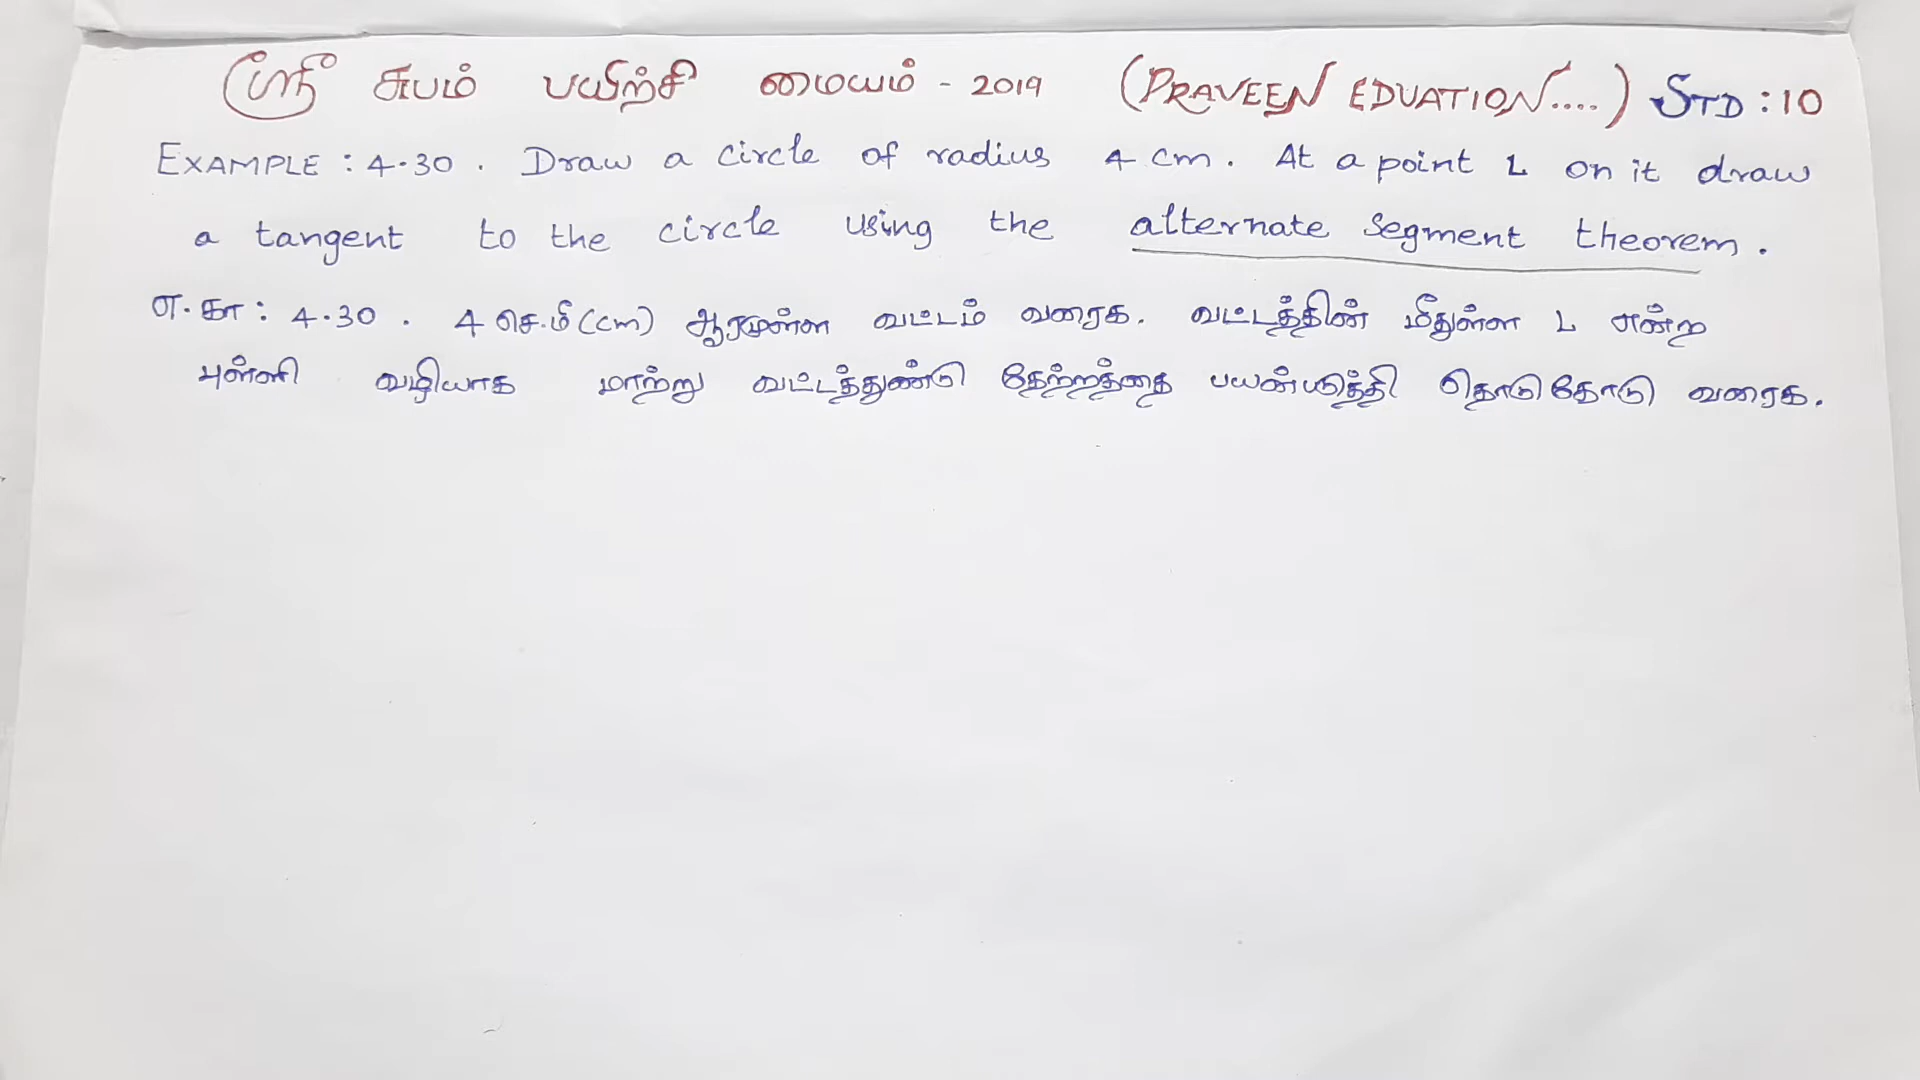 ஸ்ரீ சுபம் பயிற்சி மையம் - 2019 (PRAVEEN EDUATION....) STD : 10
EXAMPLE : 4.30 . Draw a circle of radius 4 cm. At a point L on it draw
a tangent to the circle using the alternate segment theorem.
எ.கா : 4.30 . 4 செ.மீ (cm) ஆரமுள்ள வட்டம் வரைக. வட்டத்தின் மீதுள்ள L என்ற
புள்ளி வழியாக மாற்று வட்டத்துண்டு தேற்றத்தை பயன்படுத்தி தொடுகோடு வரைக.